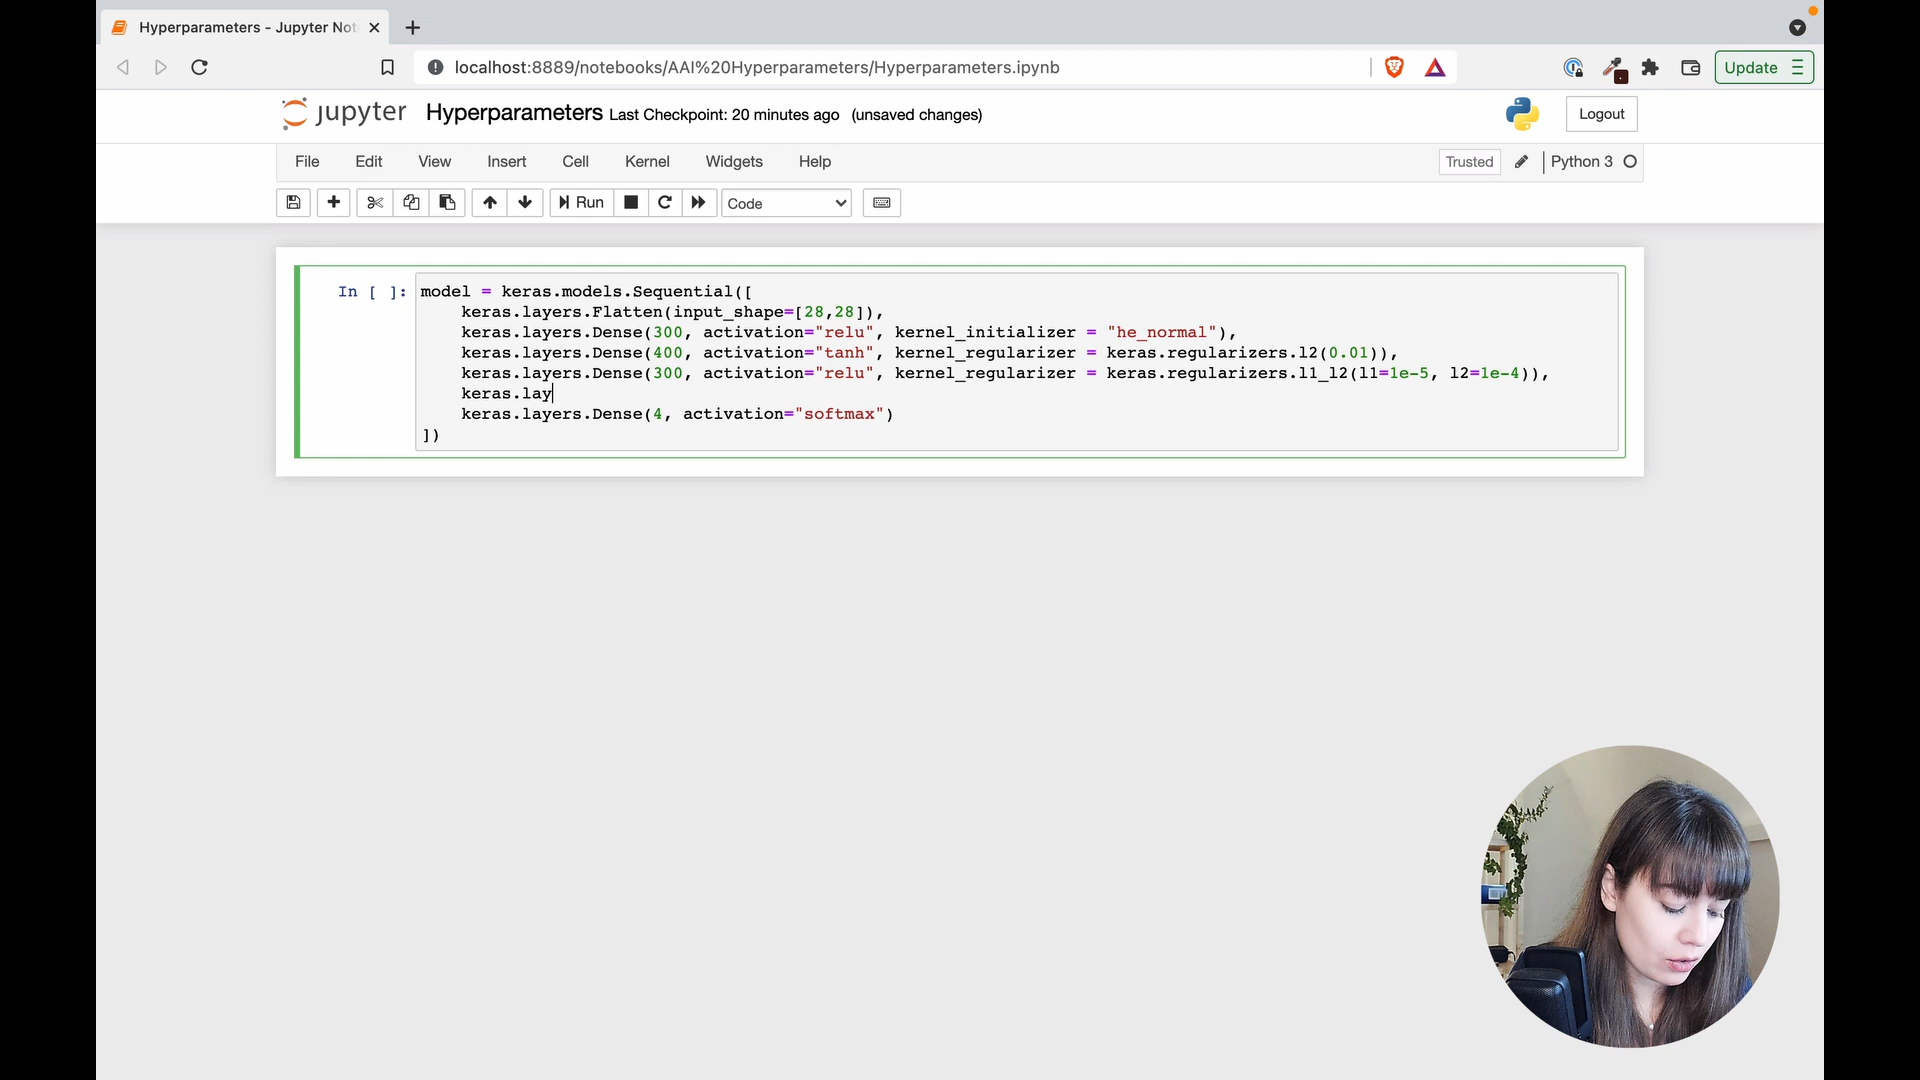 Hyperparameters - Jupyter Not
localhost:8889/notebooks/AAI%20Hyperparameters/Hyperparameters.ipynb
Update
jupyter Hyperparameters Last Checkpoint: 20 minutes ago (unsaved changes)
Logout
File Edit View Insert Cell Kernel Widgets Help
Trusted Python 3
Run Code
In [ ]: model = keras.models.Sequential([
keras.layers.Flatten(input_shape=[28,28]),
keras.layers.Dense(300, activation="relu", kernel_initializer = "he_normal"),
keras.layers.Dense(400, activation="tanh", kernel_regularizer = keras.regularizers.l2(0.01)),
keras.layers.Dense(300, activation="relu", kernel_regularizer = keras.regularizers.l1_l2(l1=1e-5, l2=1e-4)),
keras.lay
keras.layers.Dense(4, activation="softmax")
])